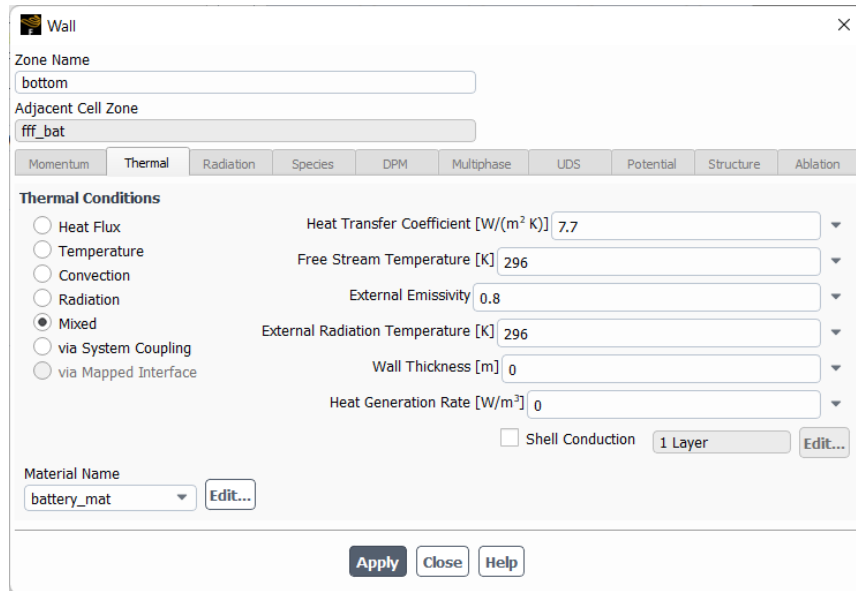 Wall
Zone Name
bottom
Adjacent Cell Zone
fff_bat
Momentum Thermal Radiation Species DPM Multiphase UDS Potential Structure Ablation
Thermal Conditions
Heat Flux
Temperature
Convection
Radiation
Mixed
via System Coupling
via Mapped Interface
Heat Transfer Coefficient [W/(m² K)] 7.7
Free Stream Temperature [K] 296
External Emissivity 0.8
External Radiation Temperature [K] 296
Wall Thickness [m] 0
Heat Generation Rate [W/m³] 0
Shell Conduction 1 Layer Edit...
Material Name
battery_mat Edit...
Apply Close Help